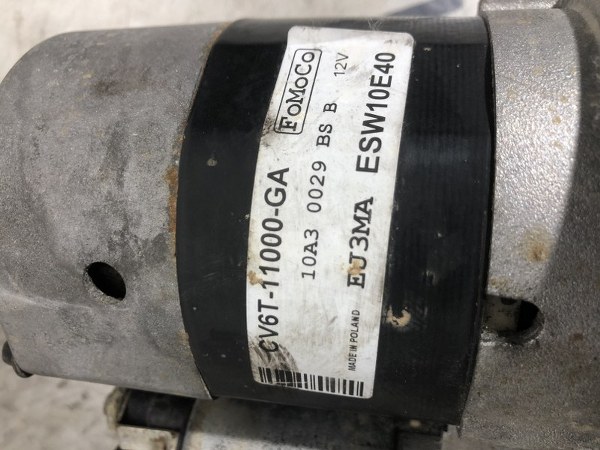 FoMoCo
CV6T-11000-GA
10A3 0029 BS B 12V
EJ3MA ESW10E40
MADE IN POLAND